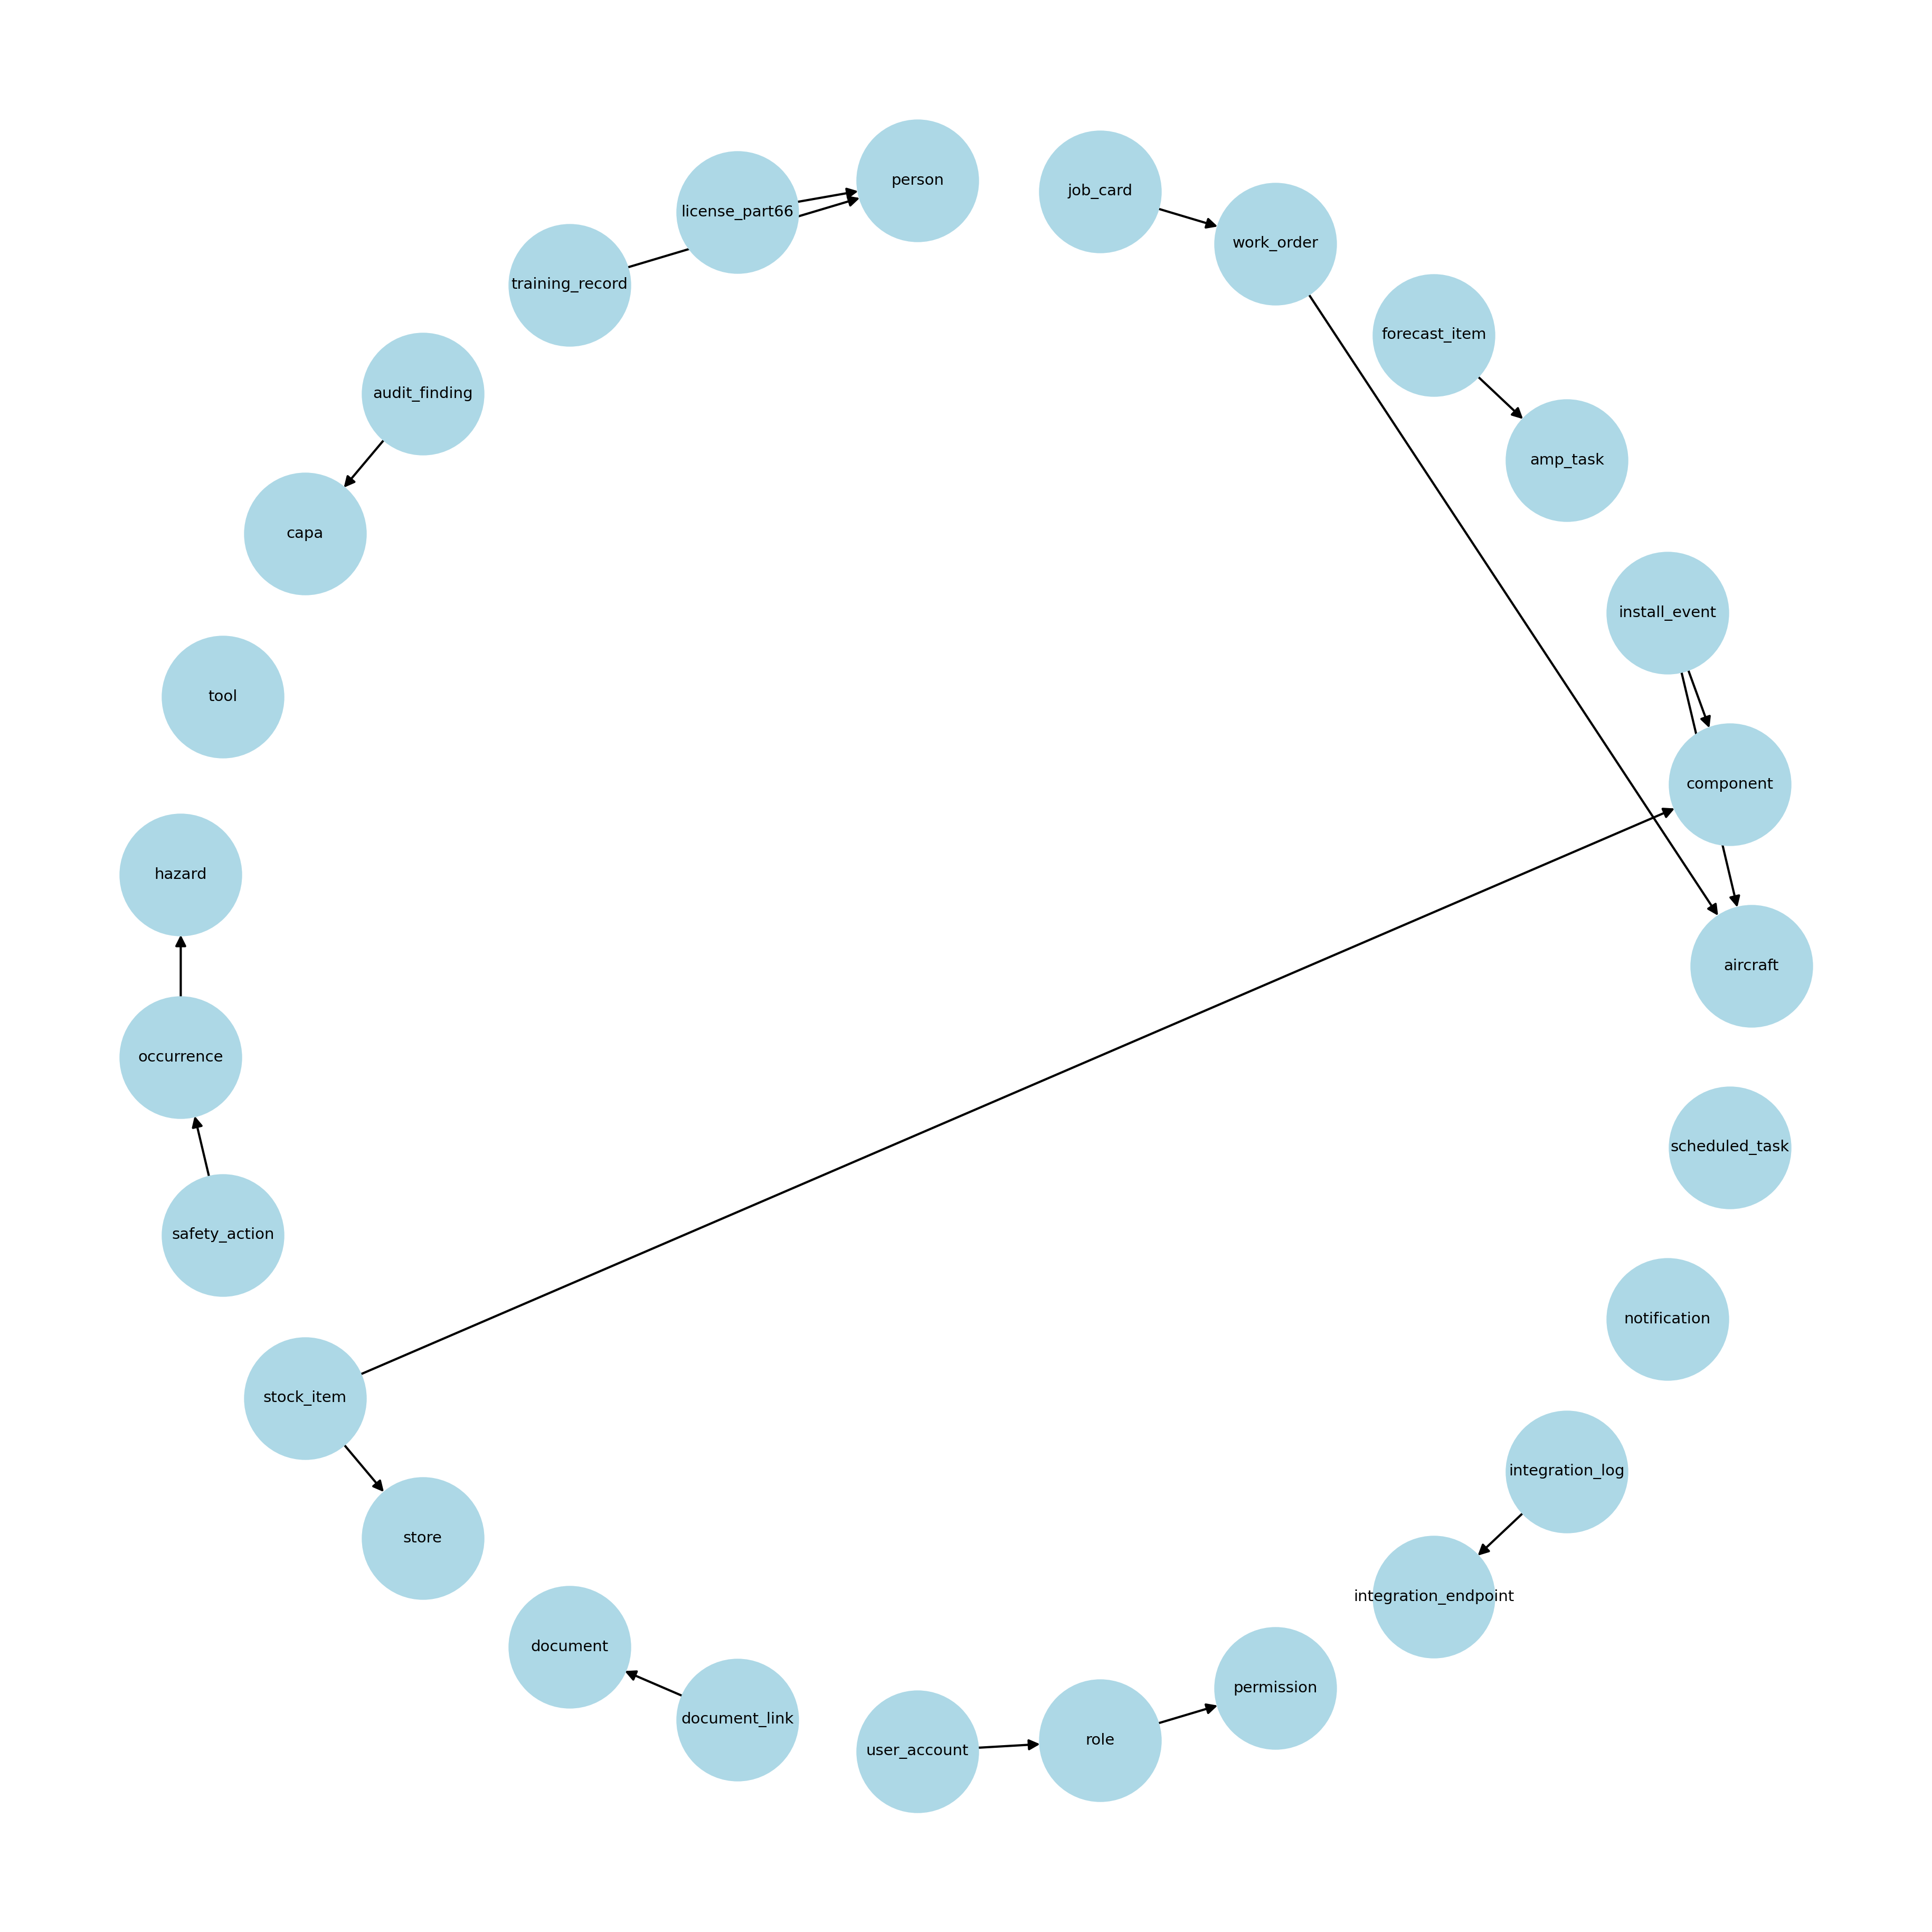 person
job_card
license_part66
work_order
training_record
forecast_item
audit_finding
amp_task
capa
install_event
tool
component
hazard
aircraft
occurrence
scheduled_task
safety_action
notification
stock_item
integration_log
store
integration_endpoint
document
permission
document_link
role
user_account